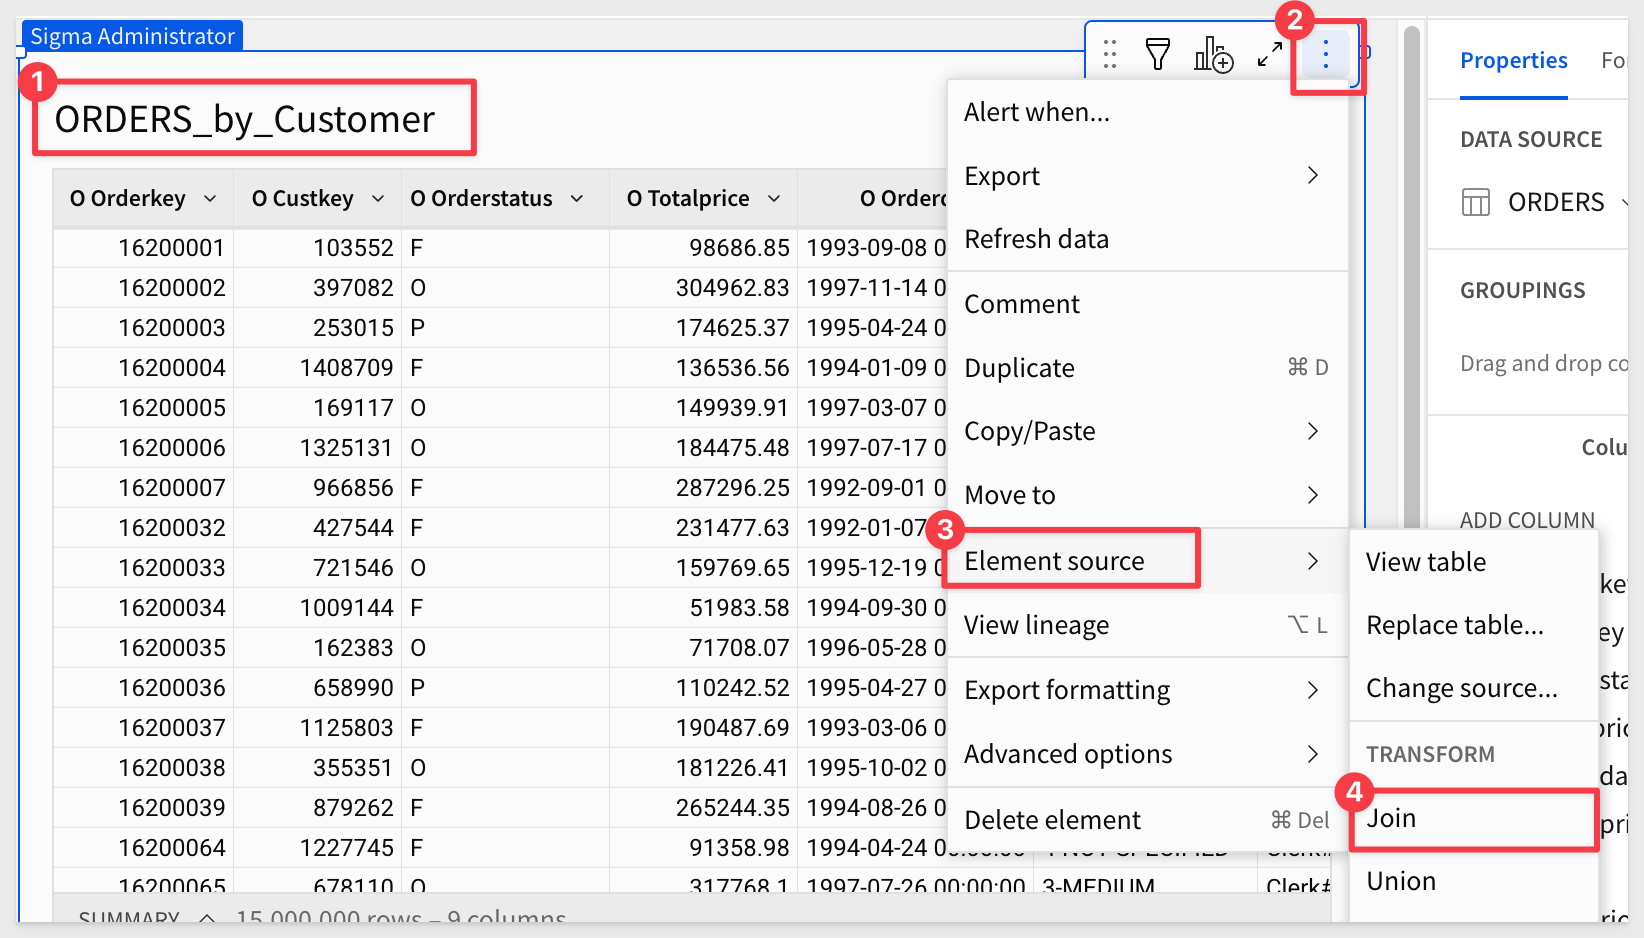 Sigma Administrator
1
ORDERS_by_Customer
2
O Orderkey O Custkey O Orderstatus O Totalprice O Orderd
16200001 103552 F 98686.85 1993-09-08 0
16200002 397082 O 304962.83 1997-11-14 0
16200003 253015 P 174625.37 1995-04-24 0
16200004 1408709 F 136536.56 1994-01-09 0
16200005 169117 O 149939.91 1997-03-07 0
16200006 1325131 O 184475.48 1997-07-17 0
16200007 966856 F 287296.25 1992-09-01 0
16200032 427544 F 231477.63 1992-01-07
16200033 721546 O 159769.65 1995-12-19 0
16200034 1009144 F 51983.58 1994-09-30 0
16200035 162383 O 71708.07 1996-05-28 0
16200036 658990 P 110242.52 1995-04-27 0
16200037 1125803 F 190487.69 1993-03-06 0
16200038 355351 O 181226.41 1995-10-02 0
16200039 879262 F 265244.35 1994-08-26 0
16200064 1227745 F 91358.98 1994-04-24
16200065 678110 O 317768.1 1997-07-26 00:00:00 3-MEDIUM Clerk#
SUMMARY 15,000,000 rows – 9 columns
Alert when...
Export
Refresh data
Comment
Duplicate ⌘ D
Copy/Paste
Move to
3
Element source
View lineage ⌥ L
Export formatting
Advanced options
Delete element ⌘ Del
View table
Replace table...
Change source...
TRANSFORM
4
Join
Union
Properties For
DATA SOURCE
ORDERS
GROUPINGS
Drag and drop co
Colu
ADD COLUMN